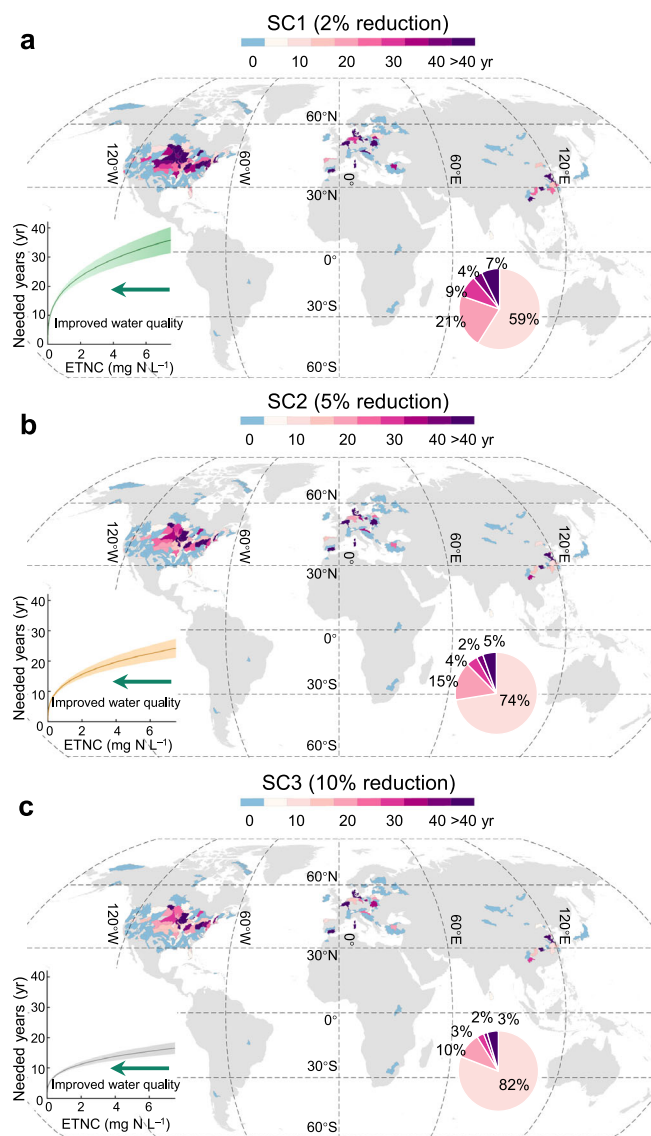 a
SC1 (2% reduction)
0 10 20 30 40 >40 yr
60°N
120°W
60°W
0°
60°E
120°E
30°N
0°
30°S
60°S
40
30
20
10
0
Needed years (yr)
Improved water quality
0 2 4 6
ETNC (mg N L⁻¹)
7%
4%
9%
21%
59%
b
SC2 (5% reduction)
0 10 20 30 40 >40 yr
60°N
120°W
60°W
0°
60°E
120°E
30°N
0°
30°S
60°S
40
30
20
10
0
Needed years (yr)
Improved water quality
0 2 4 6
ETNC (mg N L⁻¹)
5%
2%
4%
15%
74%
c
SC3 (10% reduction)
0 10 20 30 40 >40 yr
60°N
120°W
60°W
0°
60°E
120°E
30°N
0°
30°S
60°S
40
30
20
10
0
Needed years (yr)
Improved water quality
0 2 4 6
ETNC (mg N L⁻¹)
2% 3%
3%
10%
82%